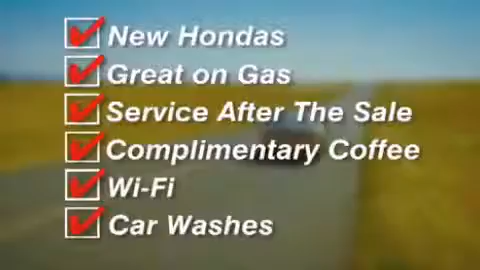 New Hondas
Great on Gas
Service After The Sale
Complimentary Coffee
Wi-Fi
Car Washes